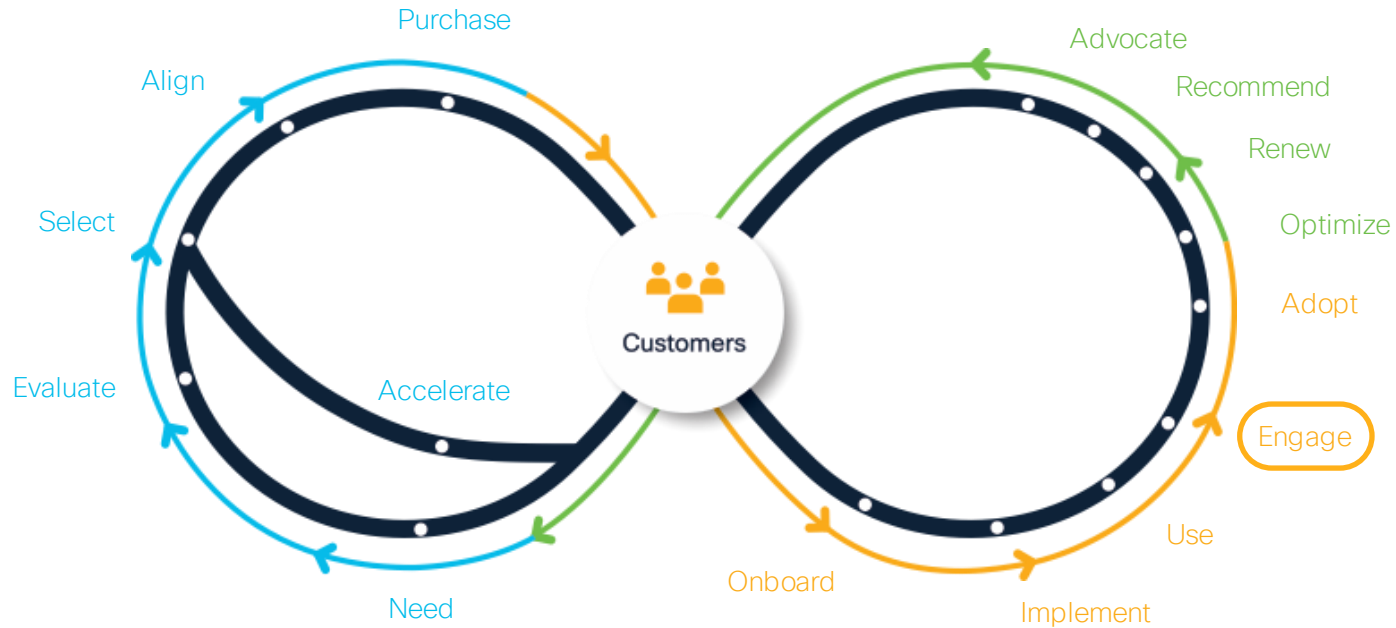 Purchase
Advocate
Align
Recommend
Renew
Select
Optimize
Adopt
Customers
Evaluate
Accelerate
Engage
Use
Onboard
Need
Implement